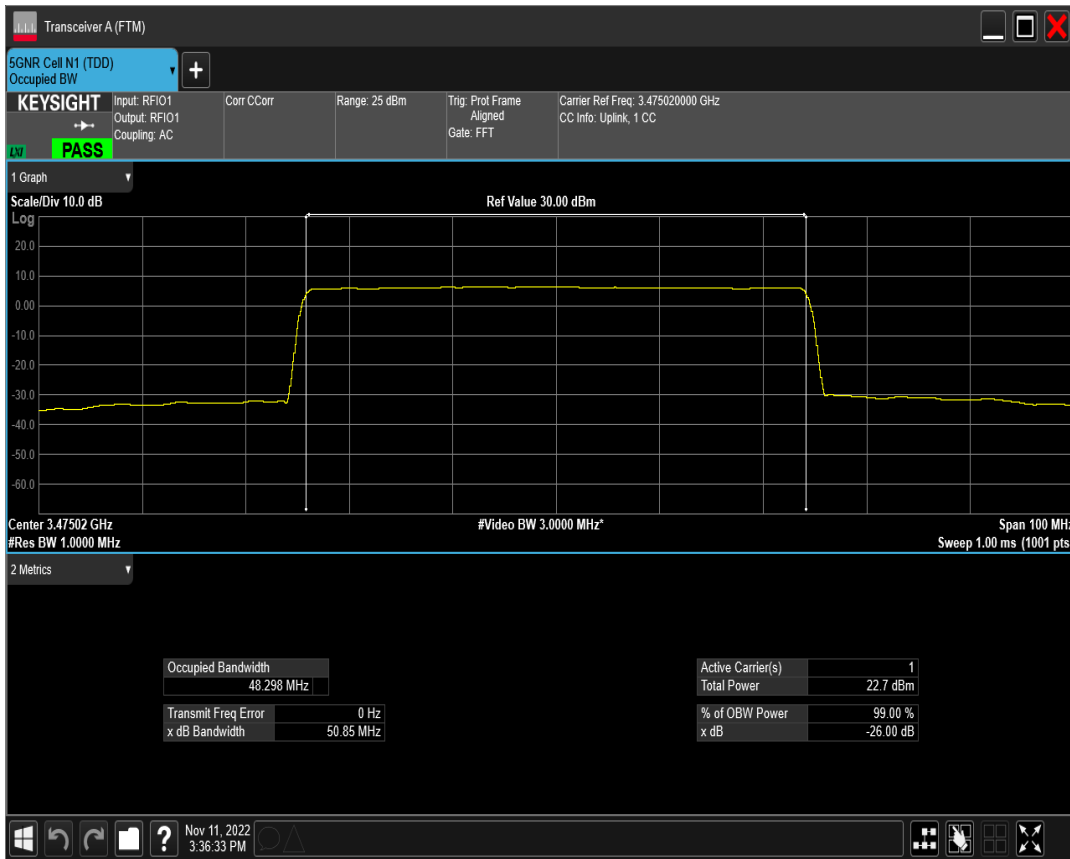 Transceiver A (FTM)
5GNR Cell N1 (TDD)
Occupied BW
+
KEYSIGHT
LXI
PASS
Input: RFIO1
Output: RFIO1
Coupling: AC
Corr CCorr
Range: 25 dBm
Trig: Prot Frame
Aligned
Gate: FFT
Carrier Ref Freq: 3.475020000 GHz
CC Info: Uplink, 1 CC
1 Graph
Scale/Div 10.0 dB
Ref Value 30.00 dBm
Log
20.0
10.0
0.00
-10.0
-20.0
-30.0
-40.0
-50.0
-60.0
Center 3.47502 GHz
#Video BW 3.0000 MHz*
Span 100 MHz
#Res BW 1.0000 MHz
Sweep 1.00 ms (1001 pts
2 Metrics
Occupied Bandwidth
48.298 MHz
Transmit Freq Error 0 Hz
x dB Bandwidth 50.85 MHz
Active Carrier(s) 1
Total Power 22.7 dBm
% of OBW Power 99.00 %
x dB -26.00 dB
?
Nov 11, 2022
3:36:33 PM